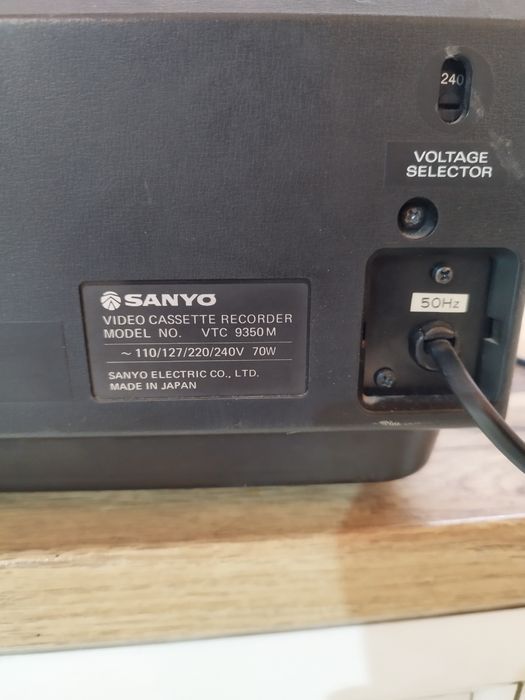 240
VOLTAGE
SELECTOR
SANYO
VIDEO CASSETTE RECORDER
MODEL NO. VTC 9350 M
~ 110/127/220/240V 70W
SANYO ELECTRIC CO., LTD.
MADE IN JAPAN
50Hz